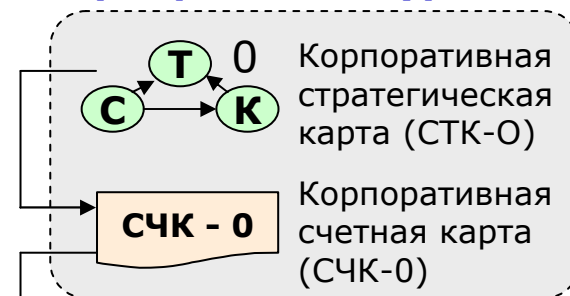 Т
0
С
К
Корпоративная
стратегическая
карта (СТК-О)
СЧК - 0
Корпоративная
счетная карта
(СЧК-0)